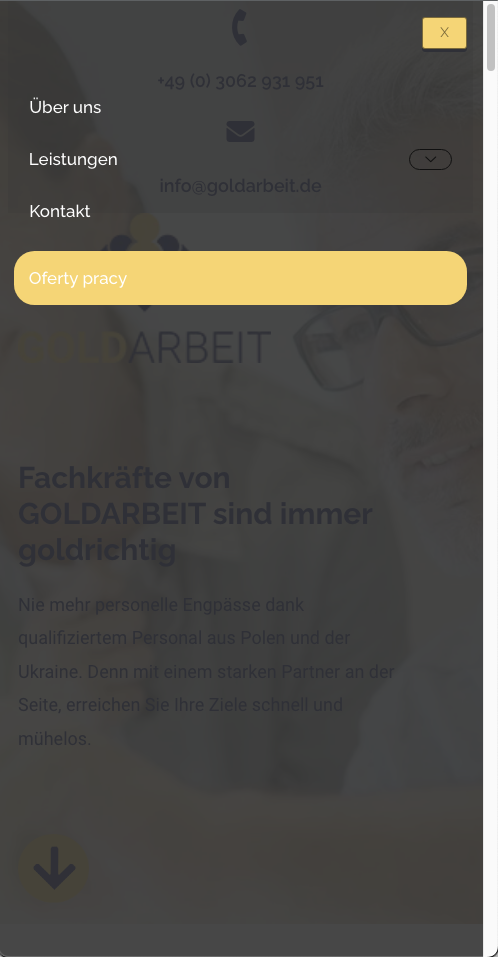 X
+49 (0) 3062 931 951
Über uns
Leistungen
info@goldarbeit.de
Kontakt
Oferty pracy
GOLDARBEIT
Fachkräfte von
GOLDARBEIT sind immer
goldrichtig
Nie mehr personelle Engpässe dank
qualifiziertem Personal aus Polen und der
Ukraine. Denn mit einem starken Partner an der
Seite, erreichen Sie Ihre Ziele schnell und
mühelos.